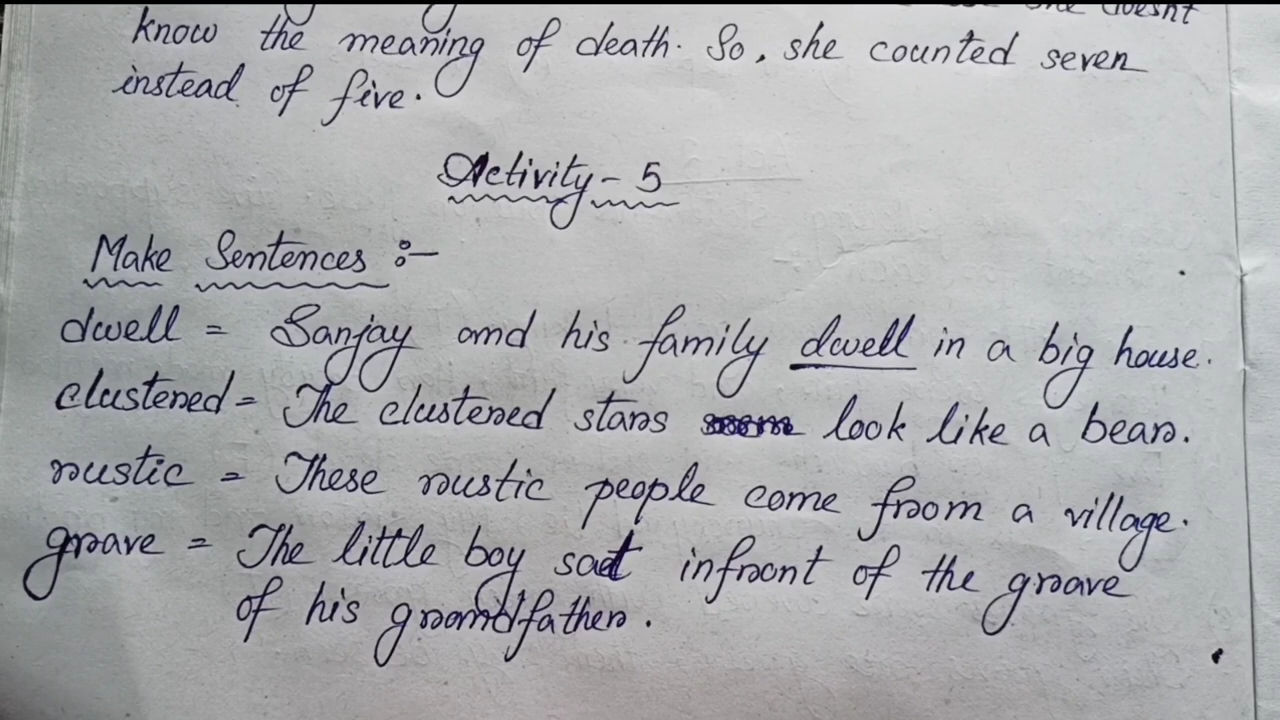 she doesnt
know the meaning of death. So, she counted seven
instead of five.
Activity - 5
Make Sentences :-
dwell = Sanjay and his family dwell in a big house.
clustered = The clustered stars look like a bear.
rustic = These rustic people come from a village.
grave = The little boy sat infront of the grave
of his grandfather.